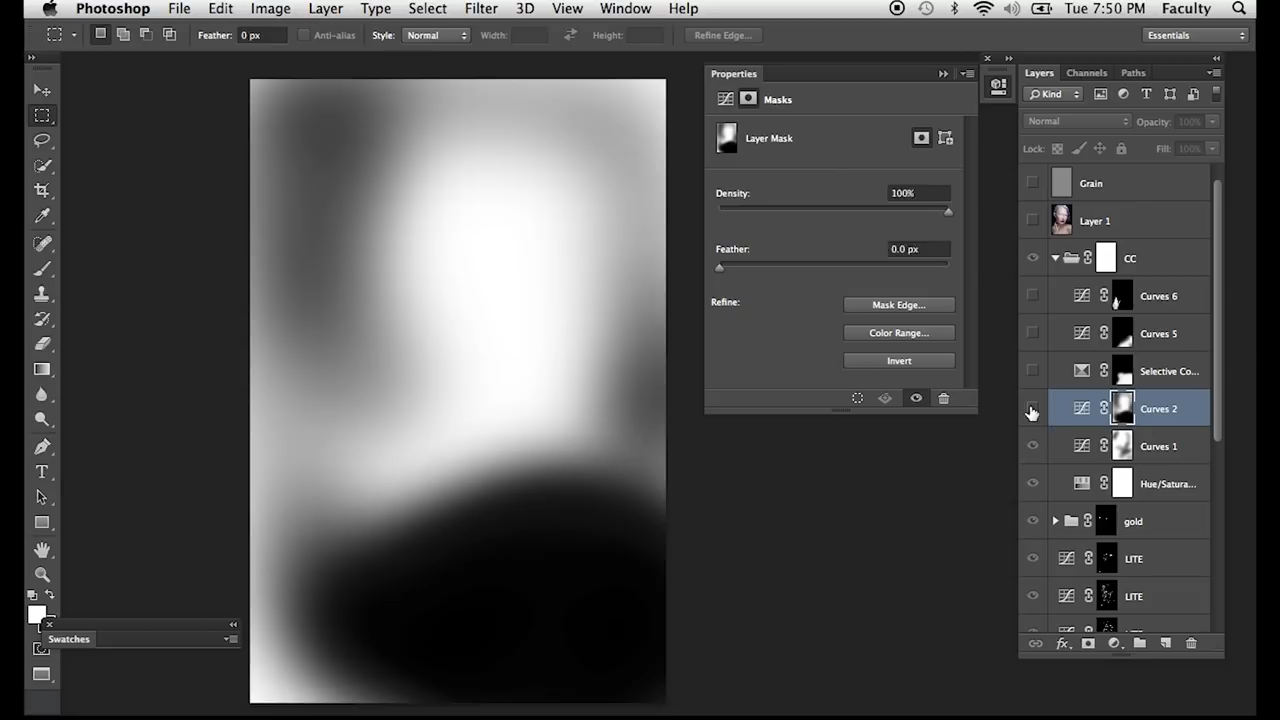 Photoshop File Edit Image Layer Type Select Filter 3D View Window Help Tue 7:50 PM Faculty
Feather: 0 px Anti-alias Style: Normal Width: Height: Refine Edge... Essentials
Properties
Masks
Layer Mask
Density: 100%
Feather: 0.0 px
Refine: Mask Edge...
Color Range...
Invert
Layers Channels Paths
Kind
Normal Opacity: 100%
Lock: Fill: 100%
Grain
Layer 1
CC
Curves 6
Curves 5
Selective Co...
Curves 2
Curves 1
Hue/Satura...
gold
LITE
LITE
Swatches